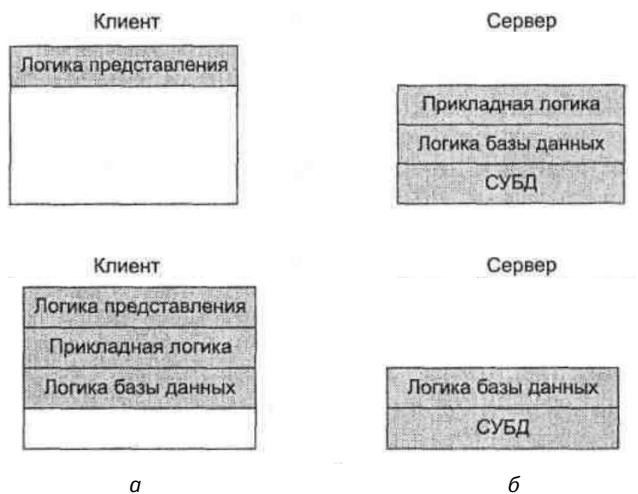 Клиент
Сервер
Логика представления
Прикладная логика
Логика базы данных
СУБД
Клиент
Сервер
Логика представления
Прикладная логика
Логика базы данных
Логика базы данных
СУБД
а
б